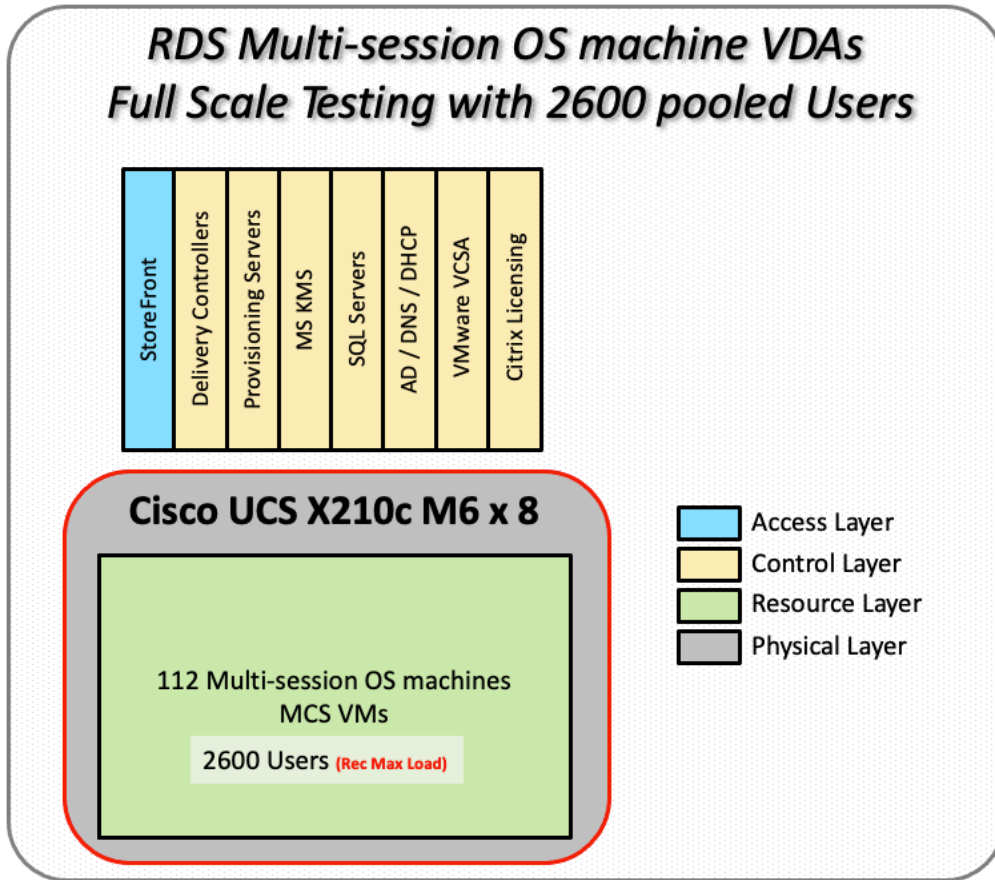 RDS Multi-session OS machine VDAs
Full Scale Testing with 2600 pooled Users
StoreFront
Delivery Controllers
Provisioning Servers
MS KMS
SQL Servers
AD / DNS / DHCP
VMware VCSA
Citrix Licensing
Cisco UCS X210c M6 x 8
112 Multi-session OS machines
MCS VMs
2600 Users (Rec Max Load)
Access Layer
Control Layer
Resource Layer
Physical Layer